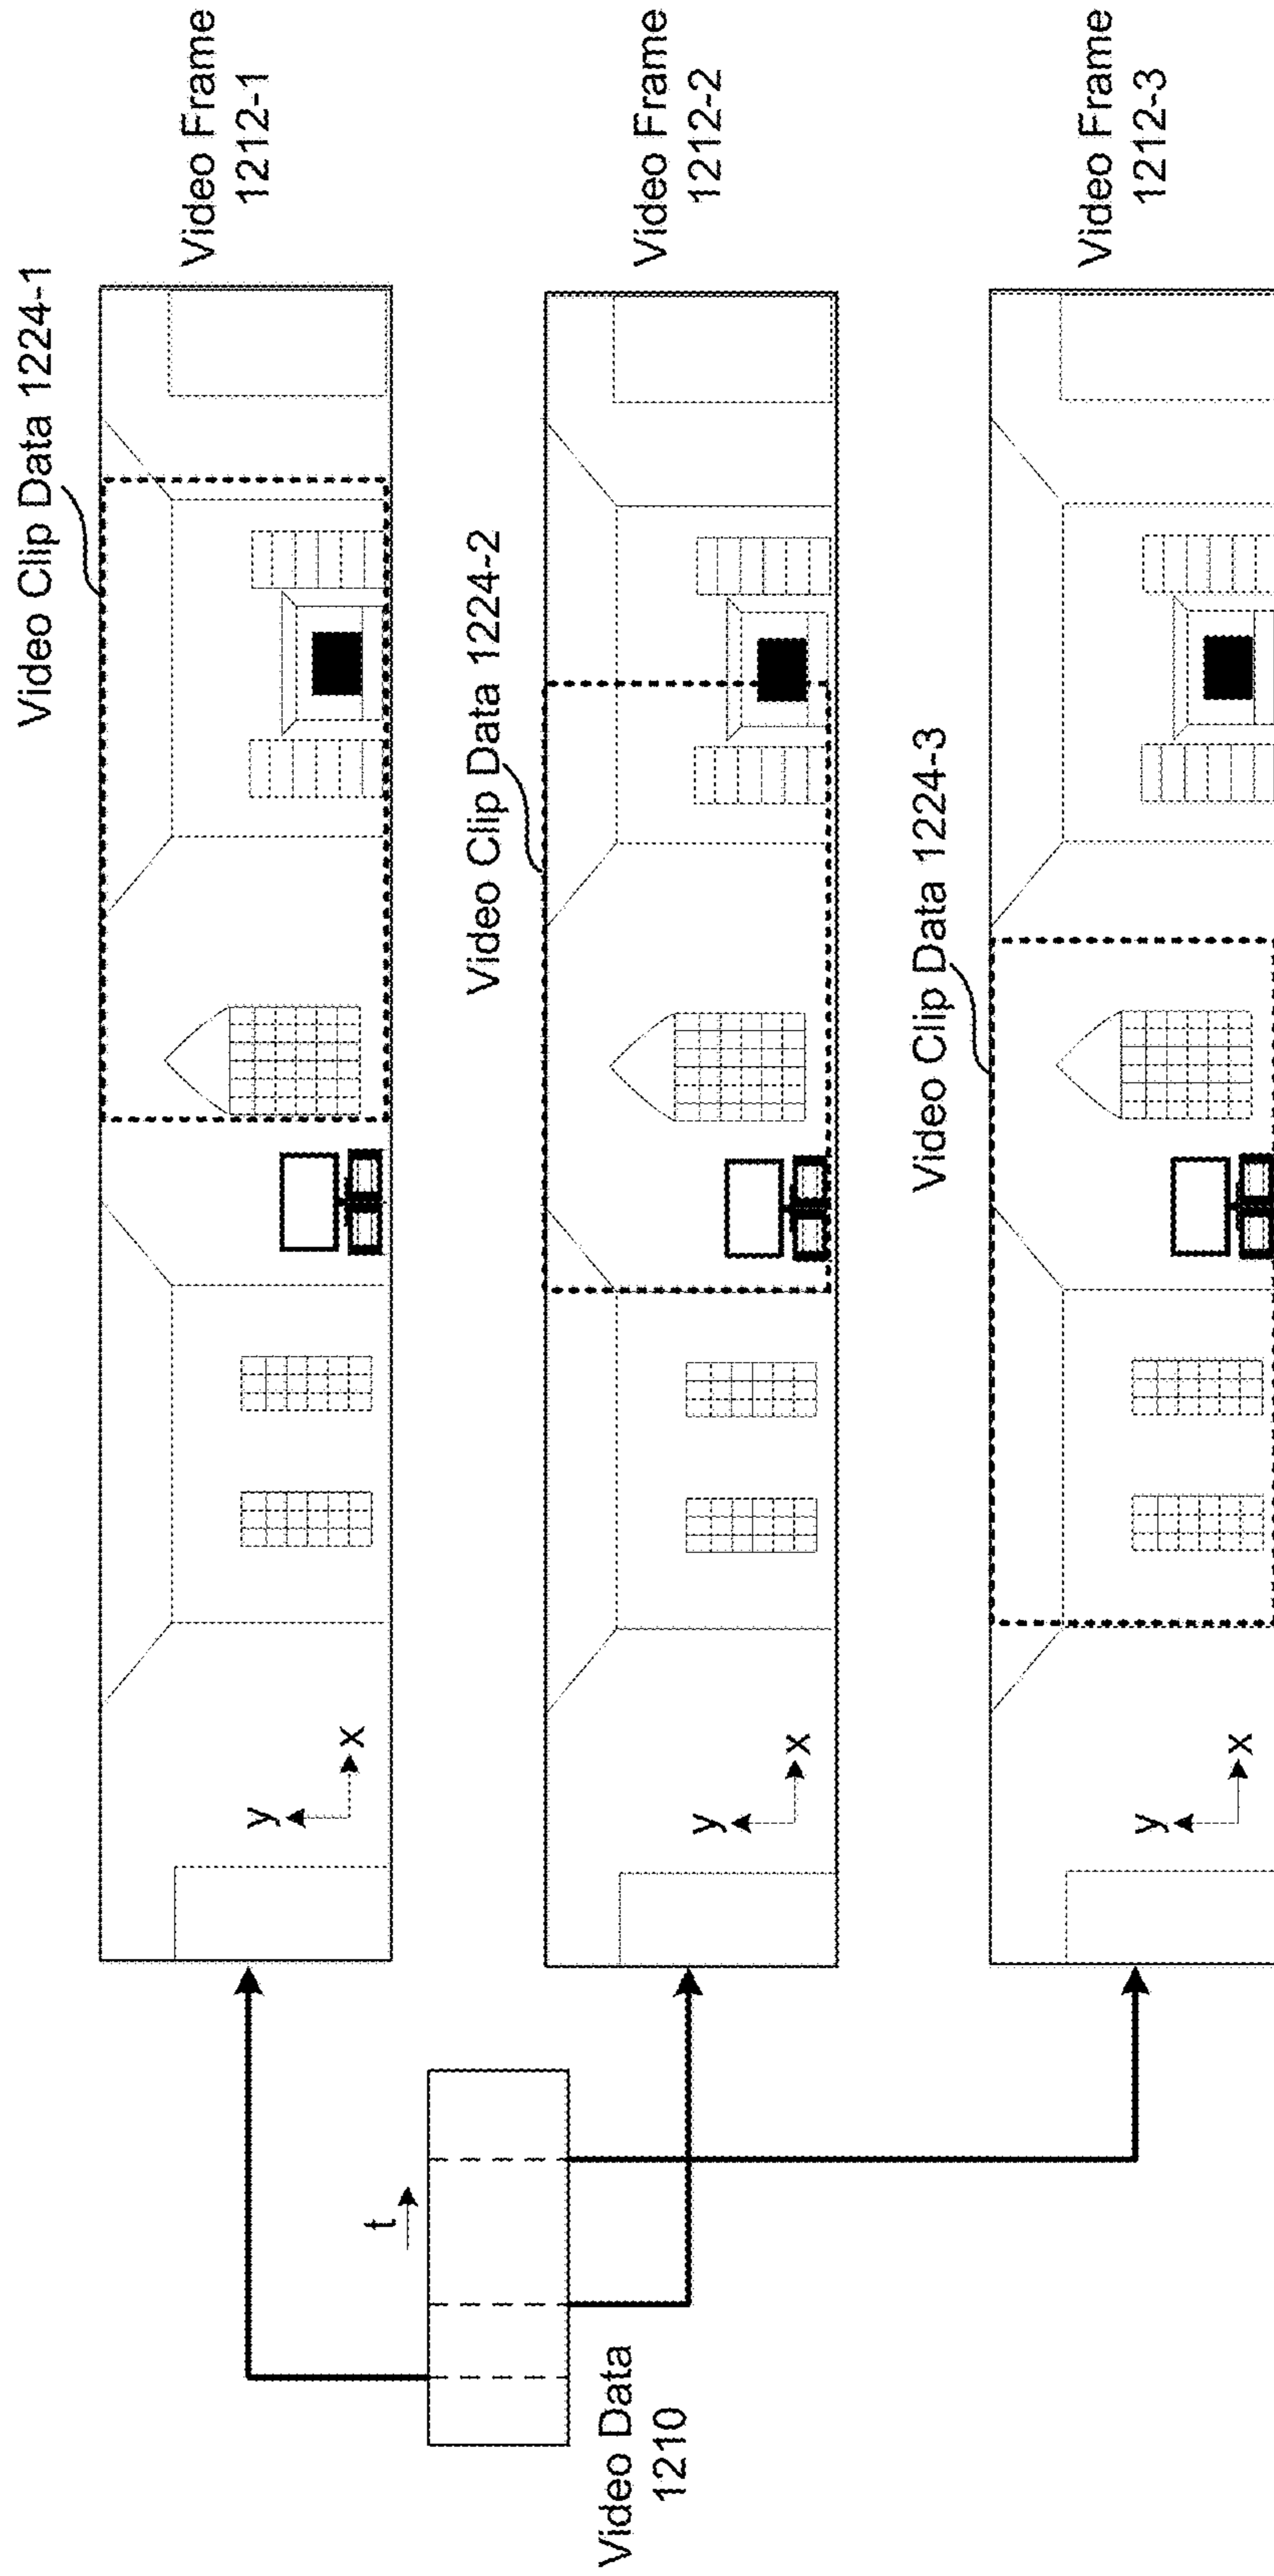 Video Clip Data 1224-1
Video Frame
1212-1
y
x
Video Data
1210
t
Video Clip Data 1224-2
Video Frame
1212-2
y
x
Video Clip Data 1224-3
Video Frame
1212-3
y
x